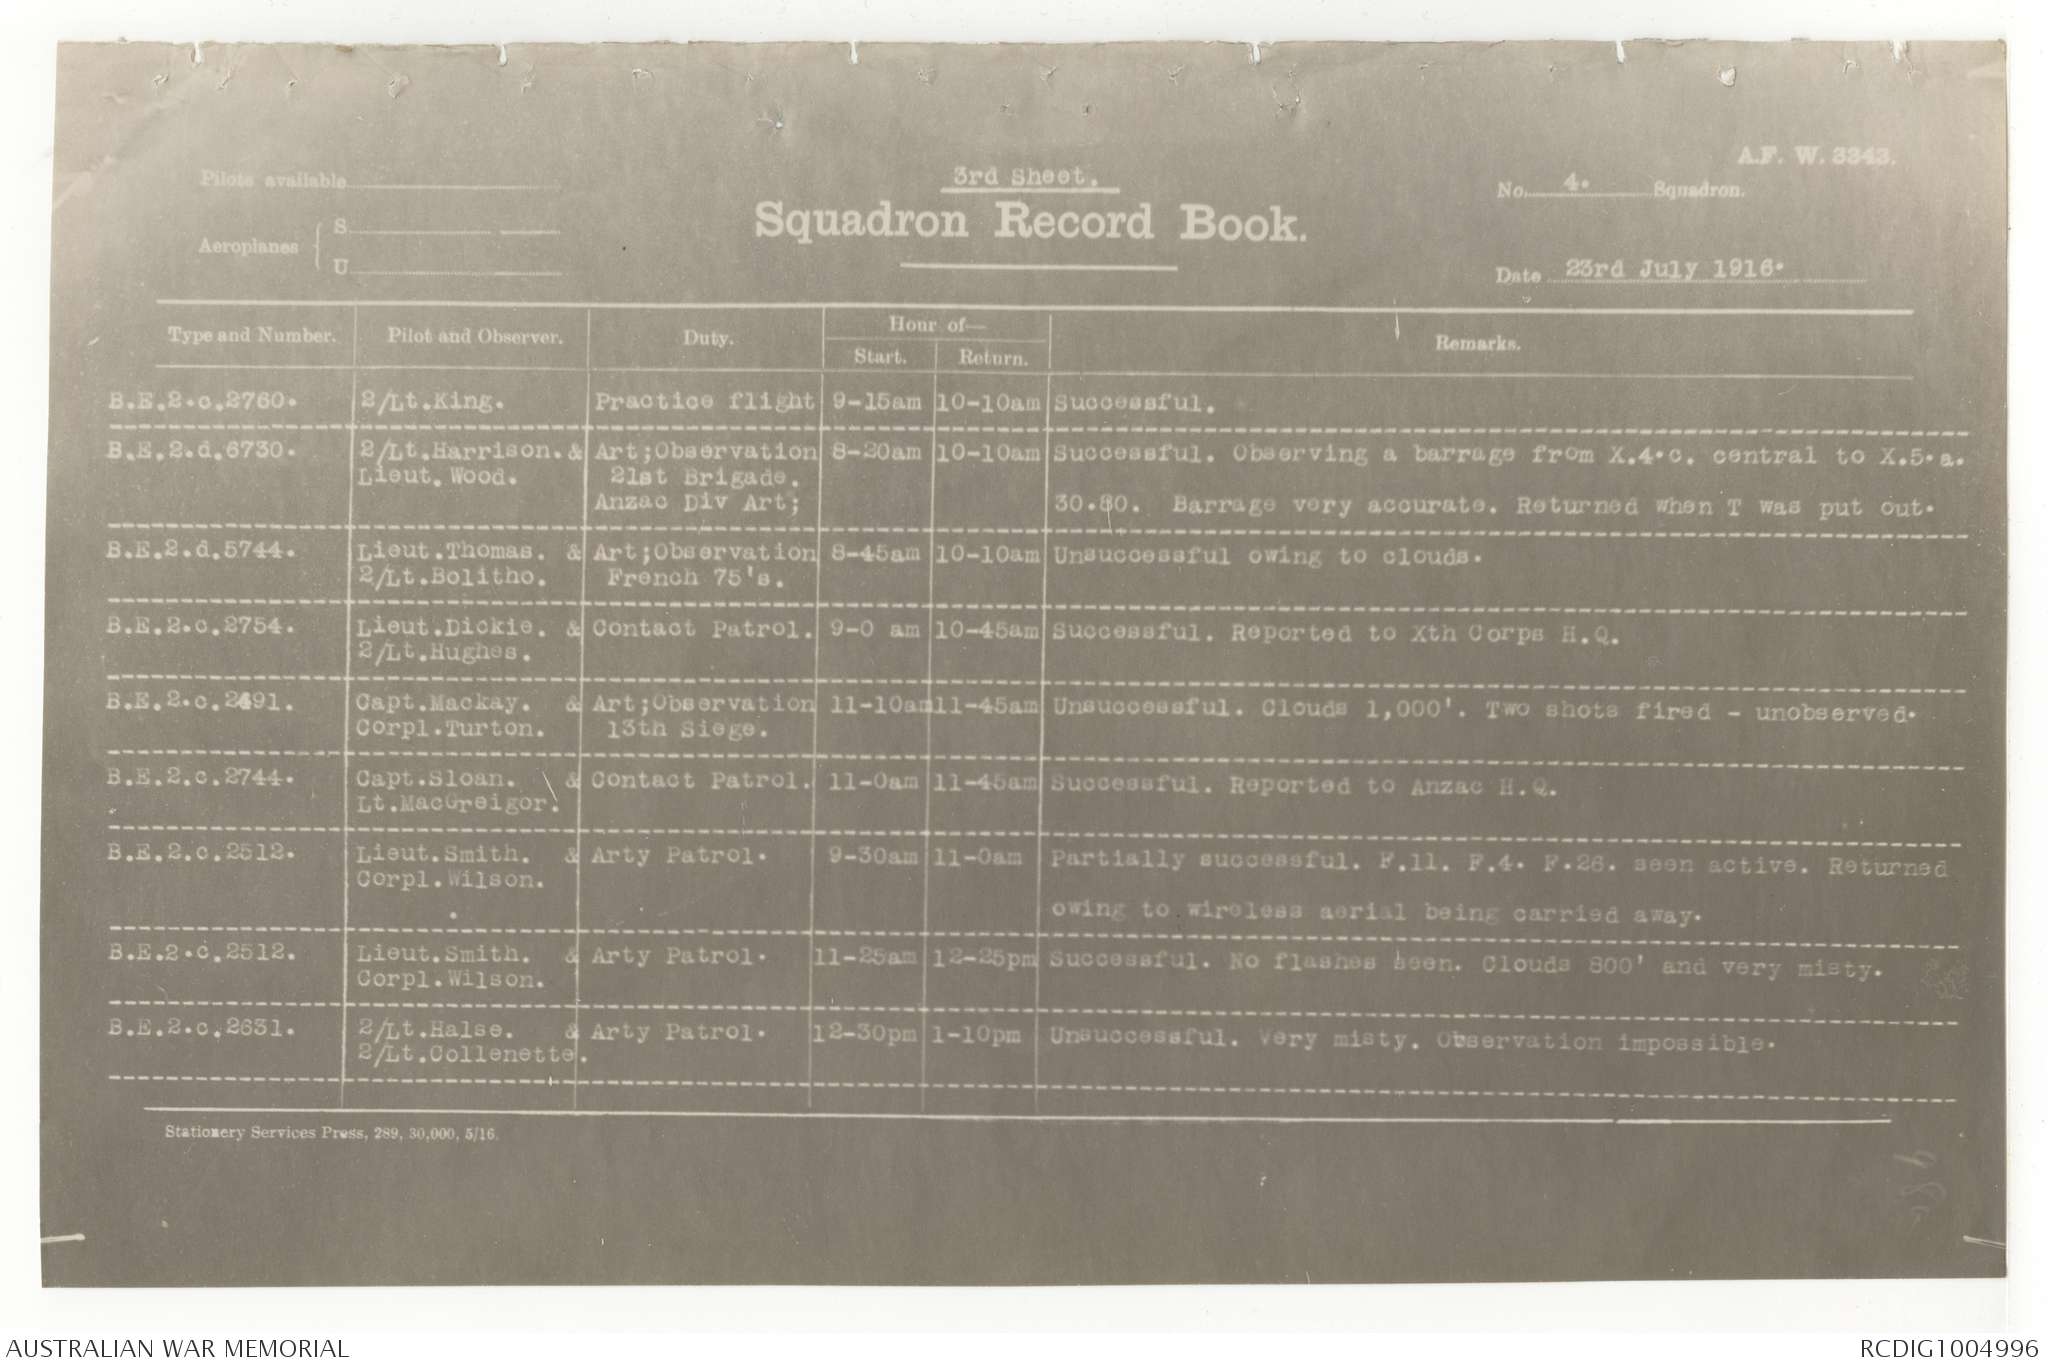 A.F. W. 3343.
3rd Sheet.
Pilots available
No. 4. Squadron.
Squadron Record Book.
Aeroplanes
S
U
Date 23rd July 1916.
Type and Number. Pilot and Observer. Duty. Hour of— Remarks.
Start. Return.
B.E.2.c.2760. 2/Lt.King. Practice flight 9-15am 10-10am Successful.
B.E.2.d.6730. 2/Lt.Harrison.& Art;Observation 8-20am 10-10am Successful. Observing a barrage from X.4.c. central to X.5.a.
Lieut.Wood. 21st Brigade.
Anzac Div Art; 30.80. Barrage very accurate. Returned when T was put out.
B.E.2.d.5744. Lieut.Thomas. & Art;Observation 8-45am 10-10am Unsuccessful owing to clouds.
2/Lt.Bolitho. French 75's.
B.E.2.c.2754. Lieut.Dickie. & Contact Patrol. 9-0 am 10-45am Successful. Reported to Xth Corps H.Q.
2/Lt.Hughes.
B.E.2.c.2491. Capt.Mackay. & Art;Observation 11-10am 11-45am Unsuccessful. Clouds 1,000'. Two shots fired - unobserved.
Corpl.Turton. 13th Siege.
B.E.2.c.2744. Capt.Sloan. & Contact Patrol. 11-0am 11-45am Successful. Reported to Anzac H.Q.
Lt.MacGreigor.
B.E.2.c.2512. Lieut.Smith. & Arty Patrol. 9-30am 11-0am Partially successful. F.11. F.4. F.26. seen active. Returned
Corpl.Wilson.
owing to wireless aerial being carried away.
B.E.2.c.2512. Lieut.Smith. & Arty Patrol. 11-25am 12-25pm Successful. No flashes seen. Clouds 800' and very misty.
Corpl.Wilson.
B.E.2.c.2631. 2/Lt.Halse. & Arty Patrol. 12-30pm 1-10pm Unsuccessful. Very misty. Observation impossible.
2/Lt.Collenette.
Stationery Services Press, 289, 30,000, 5/16.
AUSTRALIAN WAR MEMORIAL
RCDIG1004996